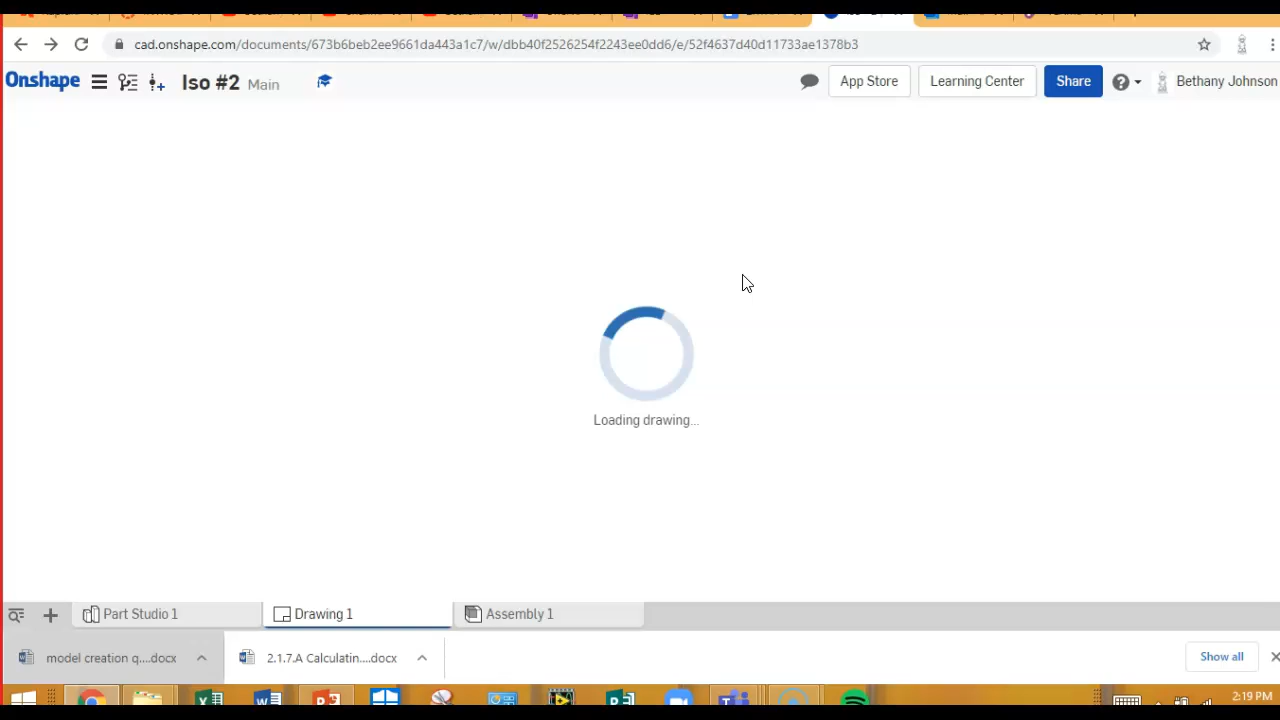 cad.onshape.com/documents/673b6beb2ee9661da443a1c7/w/dbb40f2526254f2243ee0dd6/e/52f4637d40d11733ae1378b3
Onshape Iso #2 Main App Store Learning Center Share Bethany Johnson
Loading drawing...
Part Studio 1 Drawing 1 Assembly 1
model creation q....docx 2.1.7.A Calculatin....docx Show all
2:19 PM